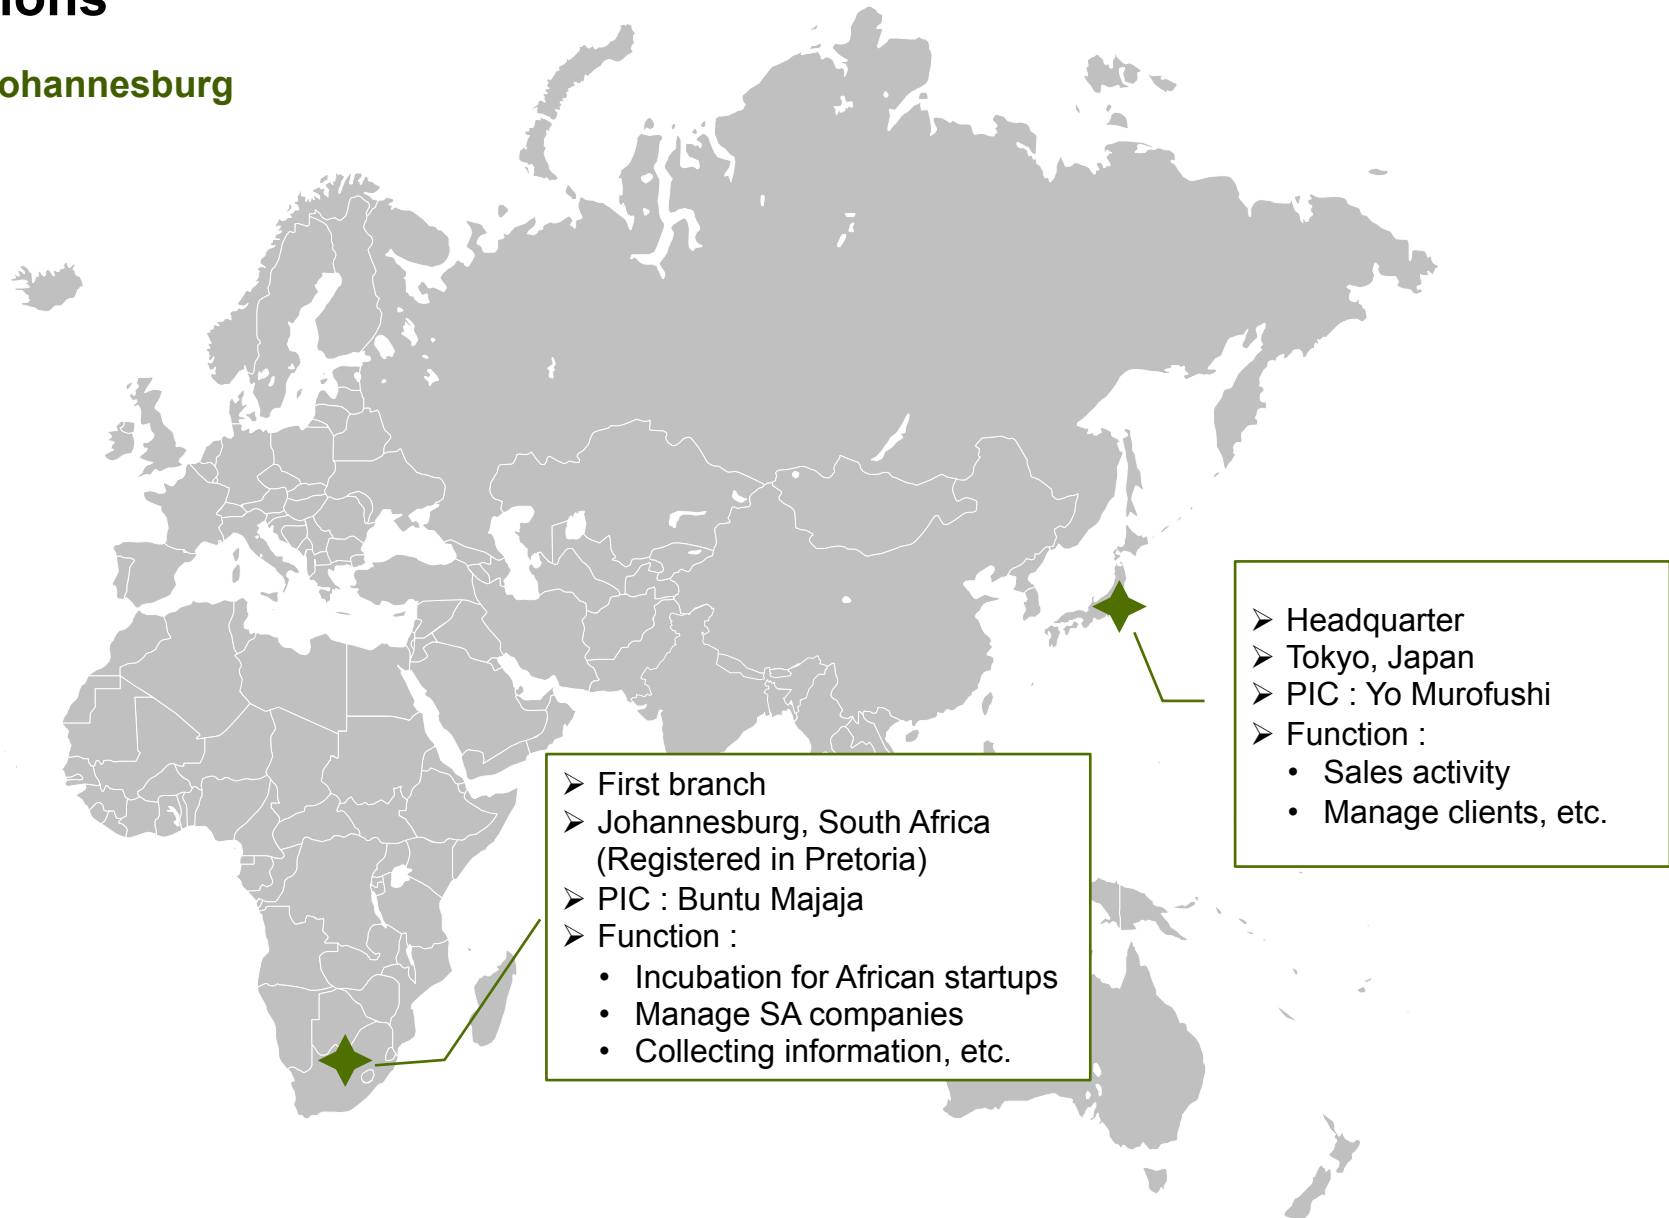 ions
ohannesburg
➢ Headquarter
➢ Tokyo, Japan
➢ PIC : Yo Murofushi
➢ Function :
• Sales activity
• Manage clients, etc.
➢ First branch
➢ Johannesburg, South Africa
(Registered in Pretoria)
➢ PIC : Buntu Majaja
➢ Function :
• Incubation for African startups
• Manage SA companies
• Collecting information, etc.